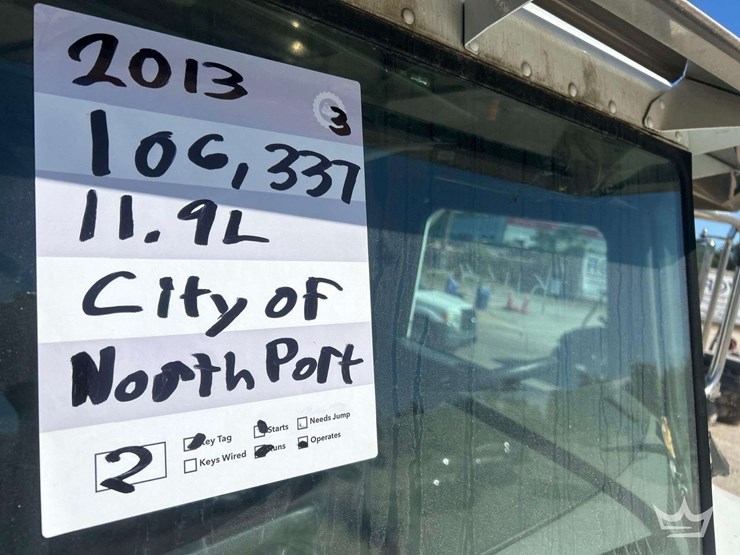 2013
3
106,337
11.9L
City of
North Port
2
Key Tag Starts Needs Jump
Keys Wired Runs Operates